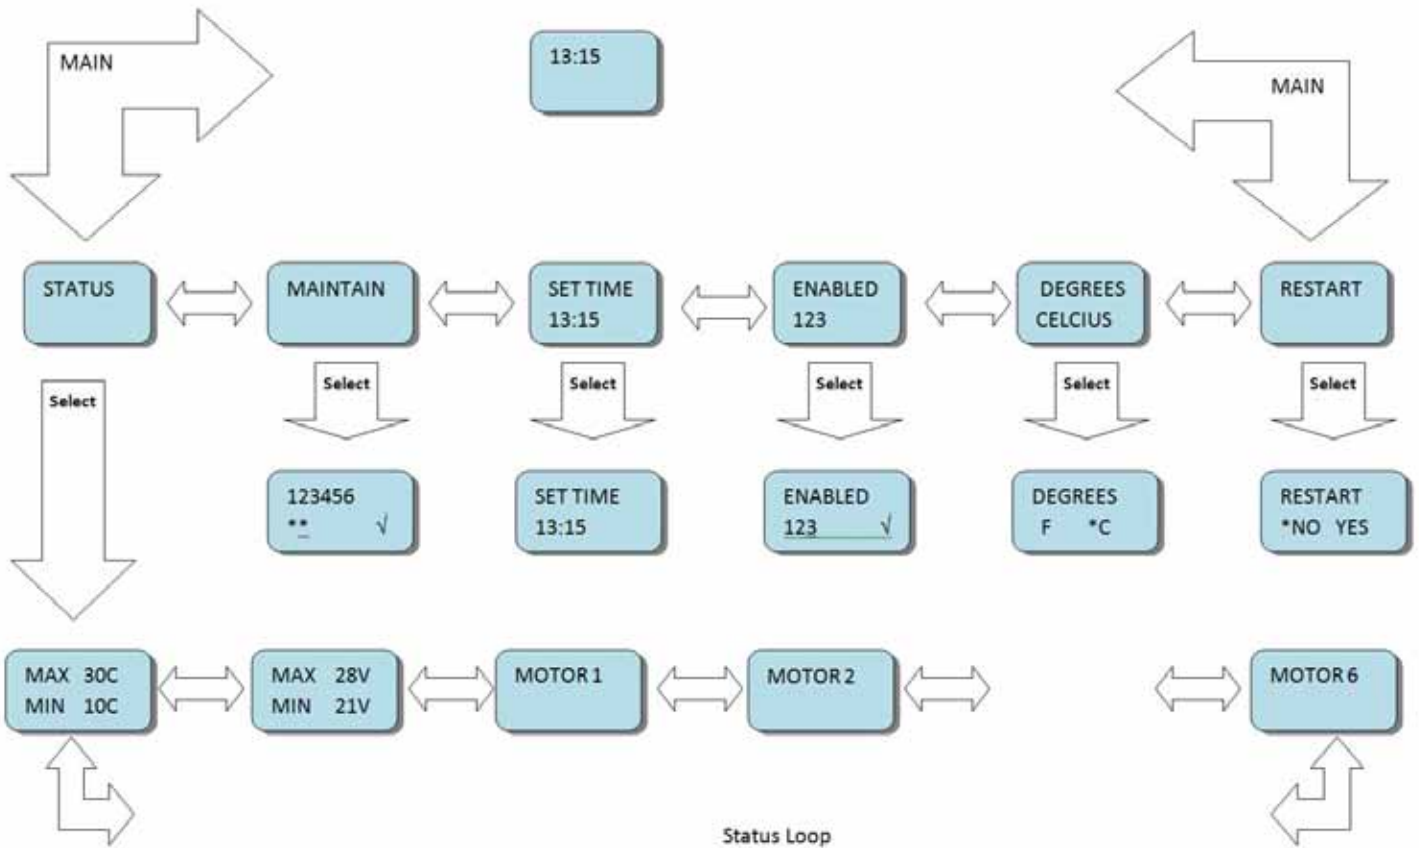 MAIN
13:15
MAIN
STATUS
MAINTAIN
SET TIME
13:15
ENABLED
123
DEGREES
CELCIUS
RESTART
Select
Select
Select
Select
Select
Select
123456
** √
SET TIME
13:15
ENABLED
123 √
DEGREES
F *C
RESTART
*NO YES
MAX 30C
MIN 10C
MAX 28V
MIN 21V
MOTOR 1
MOTOR 2
MOTOR 6
Status Loop